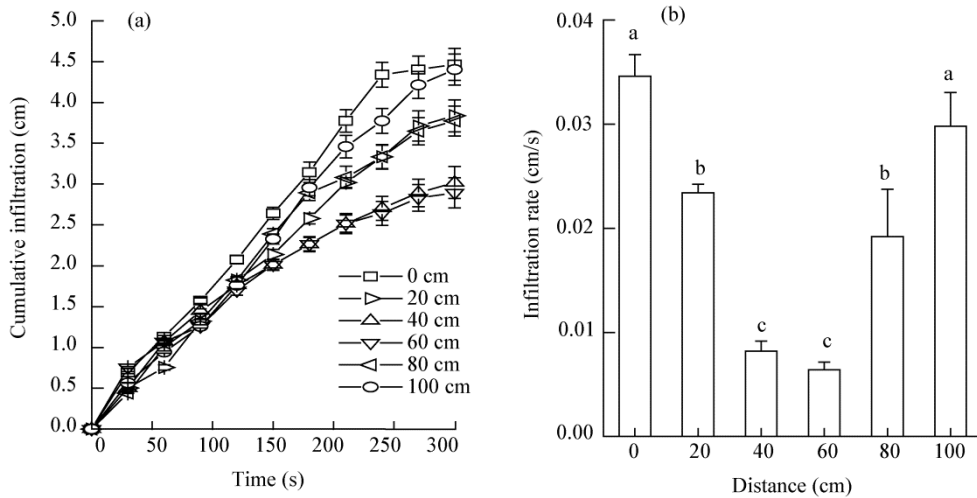 (a)
5.0
4.5
4.0
3.5
3.0
2.5
2.0
1.5
1.0
0.5
0.0
Cumulative infiltration (cm)
0 50 100 150 200 250 300
Time (s)
0 cm
20 cm
40 cm
60 cm
80 cm
100 cm
(b)
0.04
0.03
0.02
0.01
0.00
Infiltration rate (cm/s)
a
b
c
c
b
a
0 20 40 60 80 100
Distance (cm)